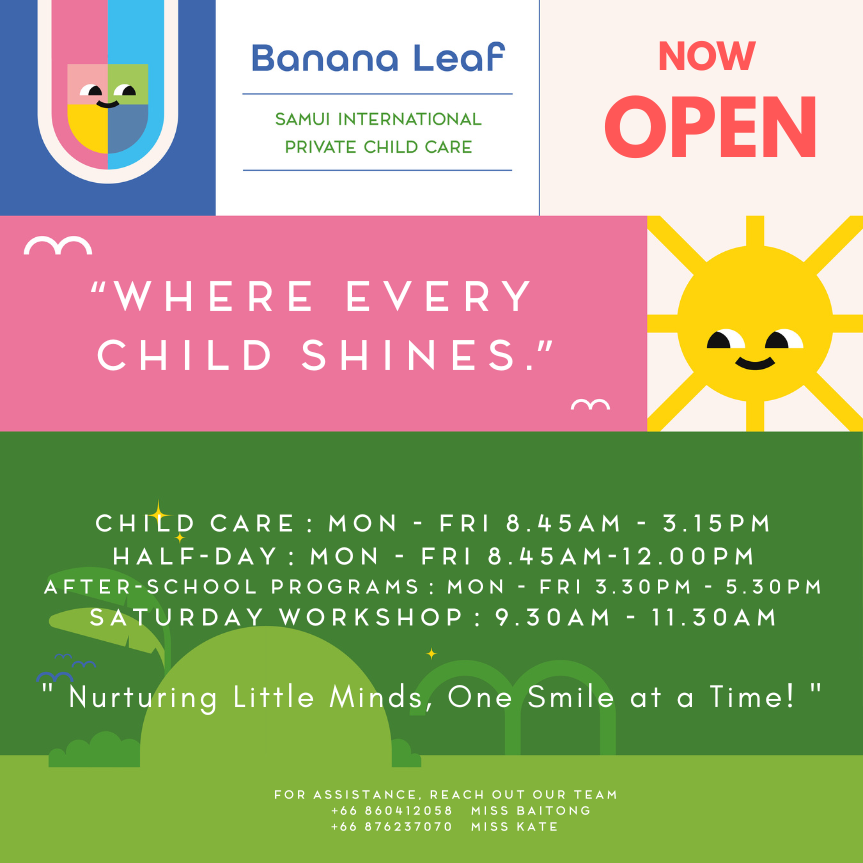 Banana Leaf
SAMUI INTERNATIONAL
PRIVATE CHILD CARE
NOW
OPEN
“WHERE EVERY
CHILD SHINES.”
CHILD CARE : MON - FRI 8.45AM - 3.15PM
HALF-DAY : MON - FRI 8.45AM-12.00PM
AFTER-SCHOOL PROGRAMS : MON - FRI 3.30PM - 5.30PM
SATURDAY WORKSHOP : 9.30AM - 11.30AM
" Nurturing Little Minds, One Smile at a Time! "
FOR ASSISTANCE, REACH OUT OUR TEAM
+66 860412058 MISS BAITONG
+66 876237070 MISS KATE